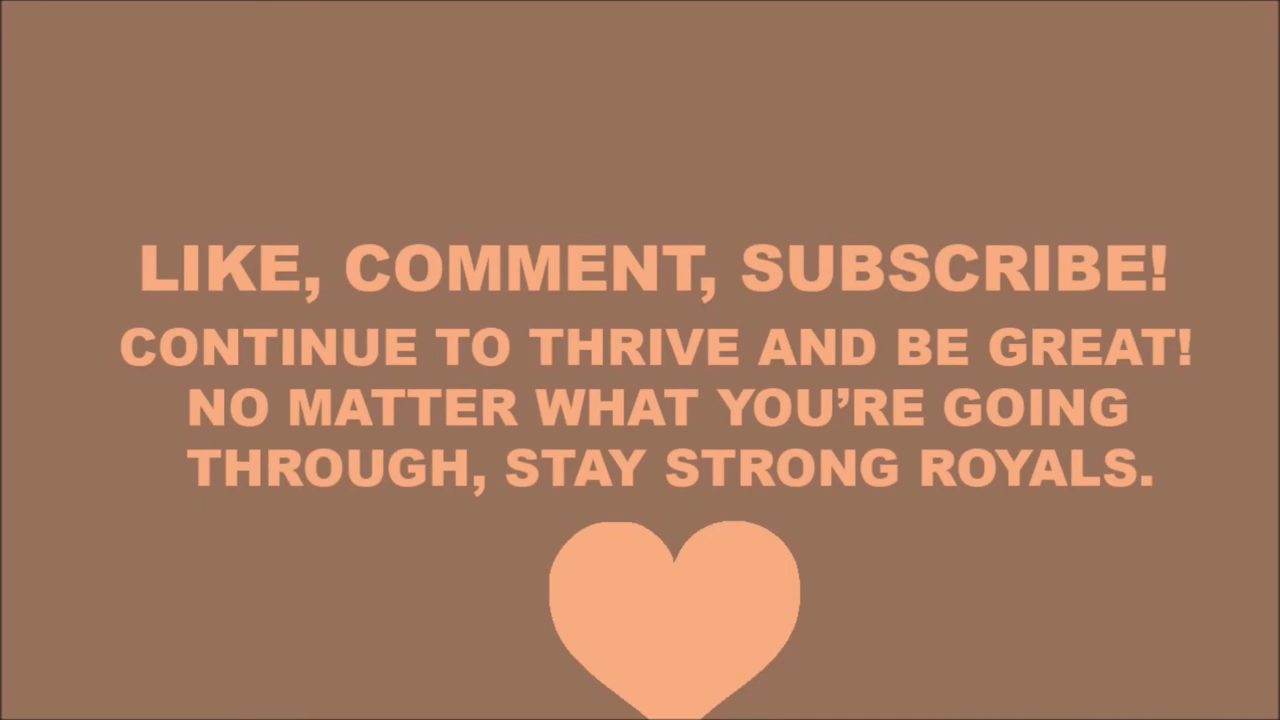 LIKE, COMMENT, SUBSCRIBE!
CONTINUE TO THRIVE AND BE GREAT!
NO MATTER WHAT YOU’RE GOING
THROUGH, STAY STRONG ROYALS.